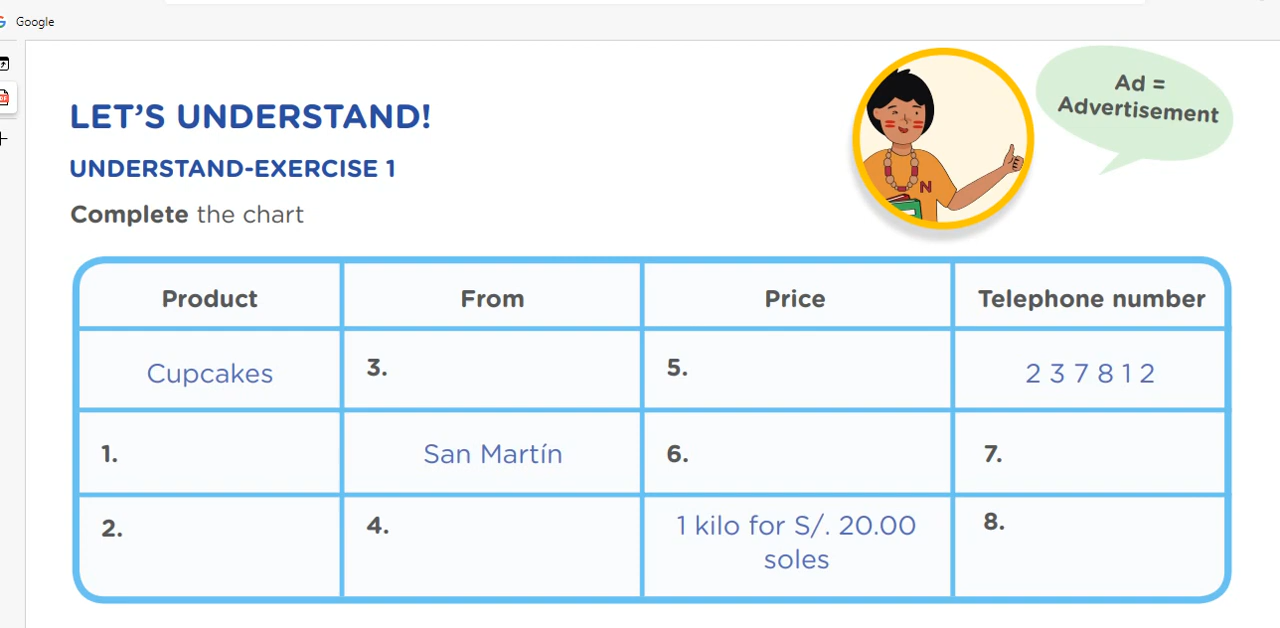 Google
Ad =
Advertisement
LET'S UNDERSTAND!
UNDERSTAND-EXERCISE 1
Complete the chart
N
Product From Price Telephone number
Cupcakes 3. 5. 2 3 7 8 1 2
1. San Martín 6. 7.
2. 4. 1 kilo for S/. 20.00 8.
soles